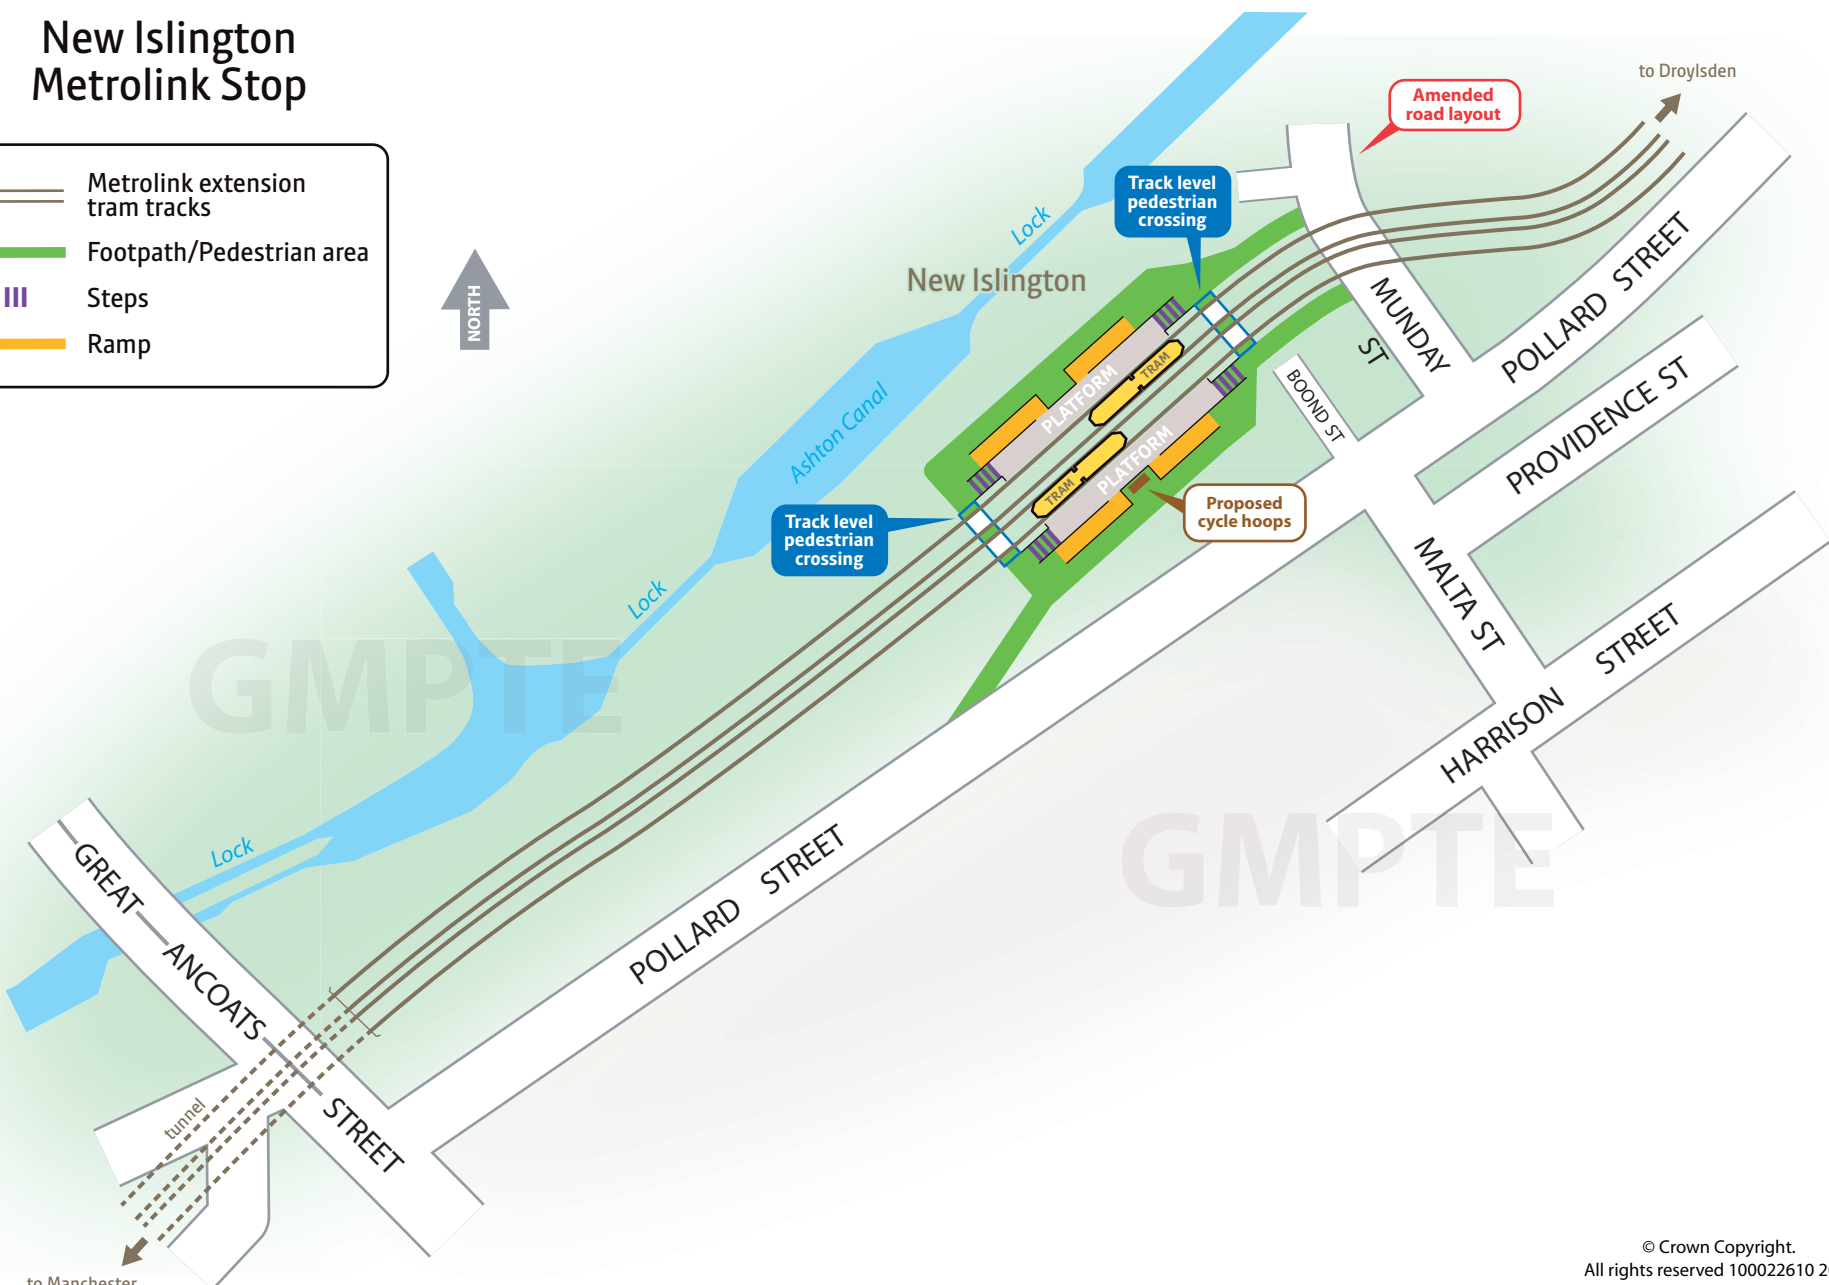 New Islington
Metrolink Stop
Metrolink extension
tram tracks
Footpath/Pedestrian area
Steps
Ramp
NORTH
to Droylsden
Amended
road layout
Track level
pedestrian
crossing
Lock
New Islington
MUNDAY
ST
POLLARD STREET
PROVIDENCE ST
BOOND ST
PLATFORM
TRAM
TRAM
PLATFORM
Ashton Canal
Track level
pedestrian
crossing
Proposed
cycle hoops
Lock
MALTA ST
HARRISON STREET
GMPTE
GMPTE
Lock
GREAT ANCOATS STREET
POLLARD STREET
tunnel
to Manchester
© Crown Copyright.
All rights reserved 100022610